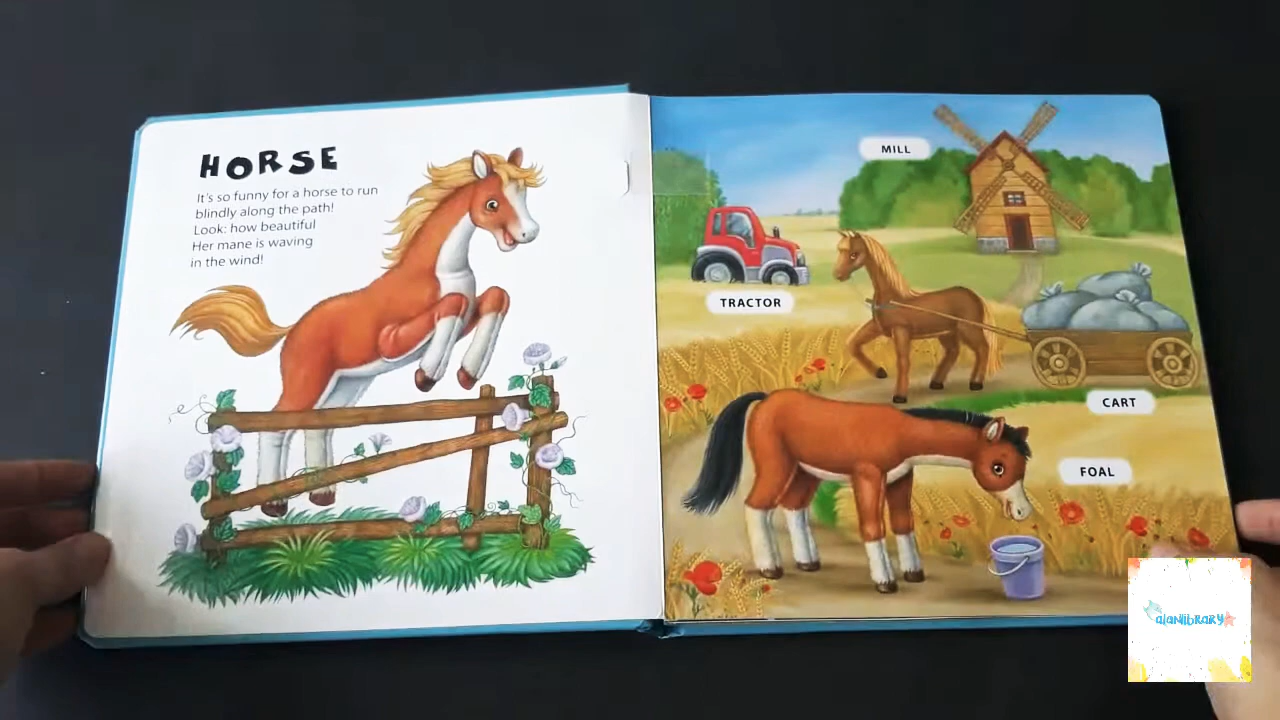 HORSE
It's so funny for a horse to run
blindly along the path!
Look: how beautiful
Her mane is waving
in the wind!
MILL
TRACTOR
CART
FOAL
alanlibrary